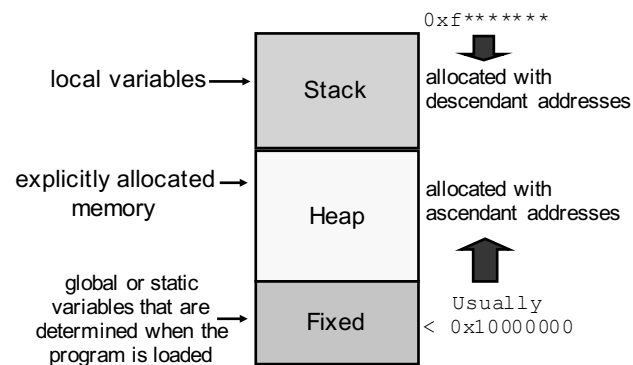 0xf*******
local variables
Stack
allocated with
descendant addresses
explicitly allocated
memory
Heap
allocated with
ascendant addresses
global or static
variables that are
determined when the
program is loaded
Fixed
Usually
< 0x10000000